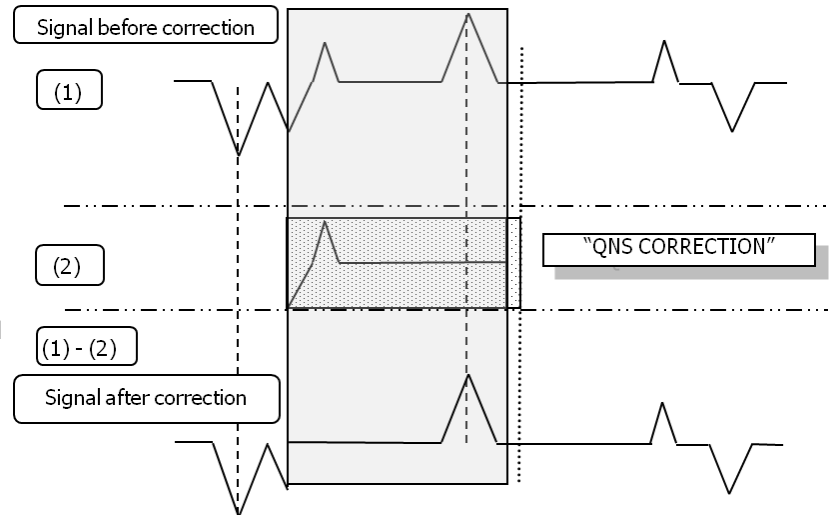 Signal before correction
(1)
(2)
“QNS CORRECTION”
(1) - (2)
Signal after correction